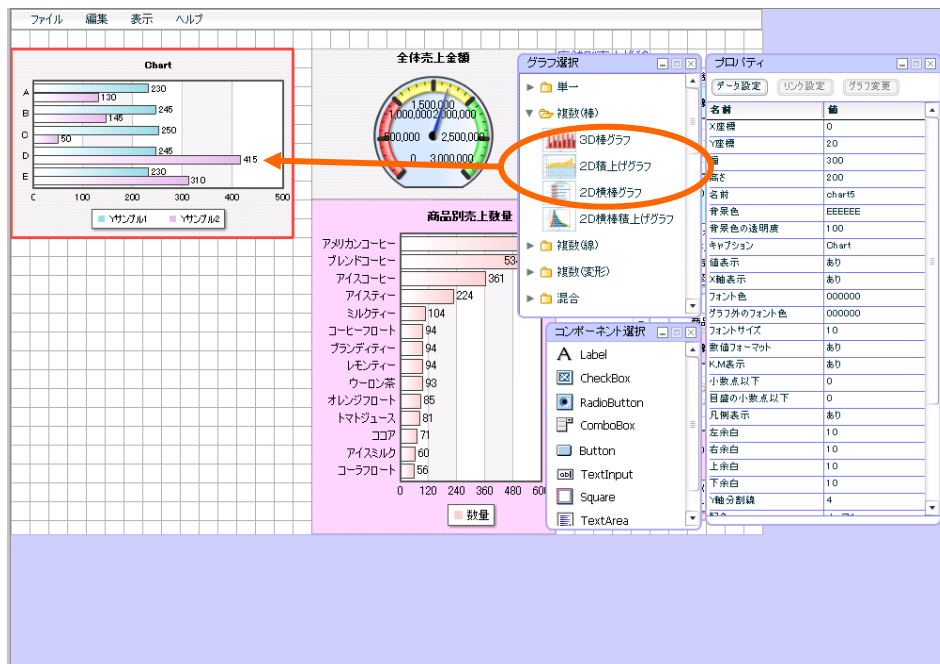 ファイル 編集 表示 ヘルプ
Chart
A
230
130
B
245
145
C
250
50
D
245
415
E
230
310
0 100 200 300 400 500
Yサンプル1 Yサンプル2
全体売上金額
1,500,000
1,000,000 2,000,000
500,000 2,500,000
0 3,000,000
商品別売上数量
アメリカンコーヒー
ブレンドコーヒー
アイスコーヒー 361
アイスティー 224
ミルクティー 104
コーヒーフロート 94
ブランディティー 94
レモンティー 94
ウーロン茶 93
オレンジフロート 85
トマトジュース 81
ココア 71
アイスミルク 60
コーラフロート 56
0 120 240 360 480
数量
グラフ選択
単一
複数(棒)
3D棒グラフ
2D積上げグラフ
2D横棒グラフ
2D横棒積上げグラフ
複数(線)
複数(変形)
混合
コンポーネント選択
A Label
CheckBox
RadioButton
ComboBox
Button
TextInput
Square
TextArea
プロパティ
データ設定 リンク設定 グラフ変更
名前 値
X座標 0
Y座標 20
幅 300
高さ 200
名前 chart5
背景色 EEEEEE
背景色の透明度 100
キャプション Chart
値表示 あり
X軸表示 あり
フォント色 000000
グラフ外のフォント色 000000
フォントサイズ 10
数値フォーマット あり
K,M表示 あり
小数点以下 0
目盛の小数点以下 0
凡例表示 あり
左余白 10
右余白 10
上余白 10
下余白 10
Y軸分割線 4